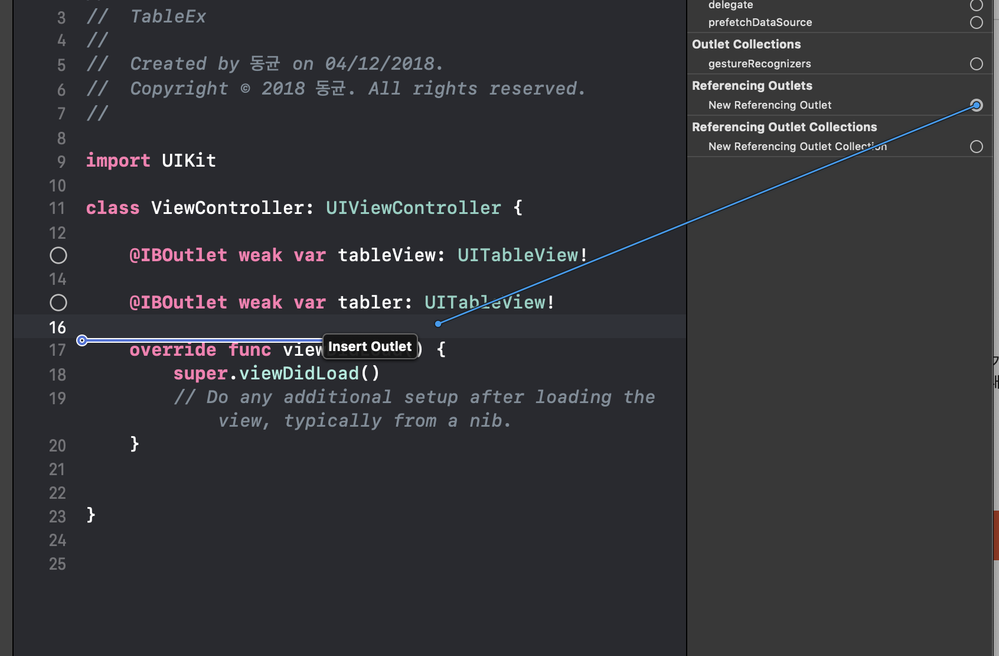 3 //  TableEx
4 //
5 //  Created by 동균 on 04/12/2018.
6 //  Copyright © 2018 동균. All rights reserved.
7 //
8
9 import UIKit
10
11 class ViewController: UIViewController {
12
@IBOutlet weak var tableView: UITableView!
14
@IBOutlet weak var tabler: UITableView!
16
17 override func viewDidLoad() {
Insert Outlet
18 super.viewDidLoad()
19 // Do any additional setup after loading the
view, typically from a nib.
20 }
21
22
23 }
24
25
delegate
prefetchDataSource
Outlet Collections
gestureRecognizers
Referencing Outlets
New Referencing Outlet
Referencing Outlet Collections
New Referencing Outlet Collection